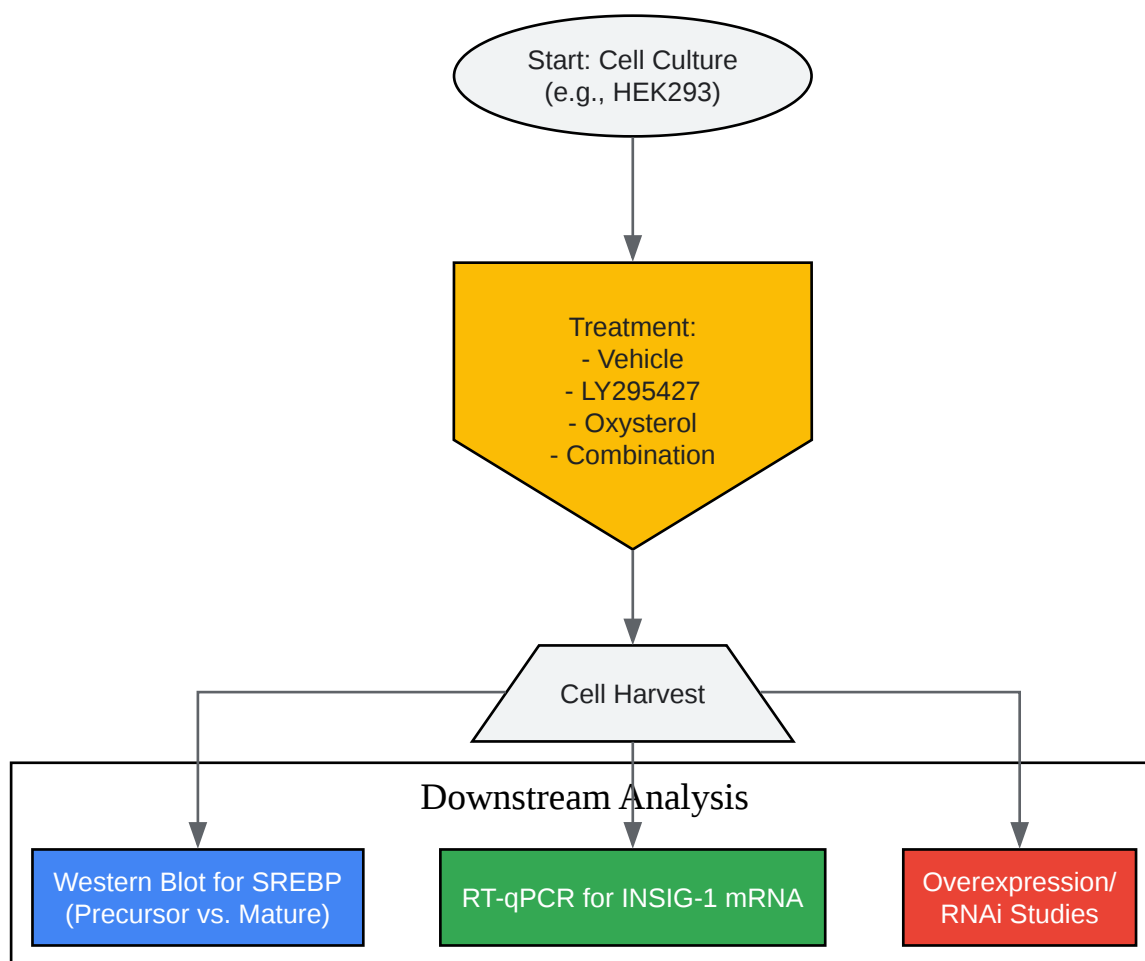 Start: Cell Culture
(e.g., HEK293)
Treatment:
- Vehicle
- LY295427
- Oxysterol
- Combination
Cell Harvest
Downstream Analysis
Western Blot for SREBP
(Precursor vs. Mature)
RT-qPCR for INSIG-1 mRNA
Overexpression/
RNAi Studies